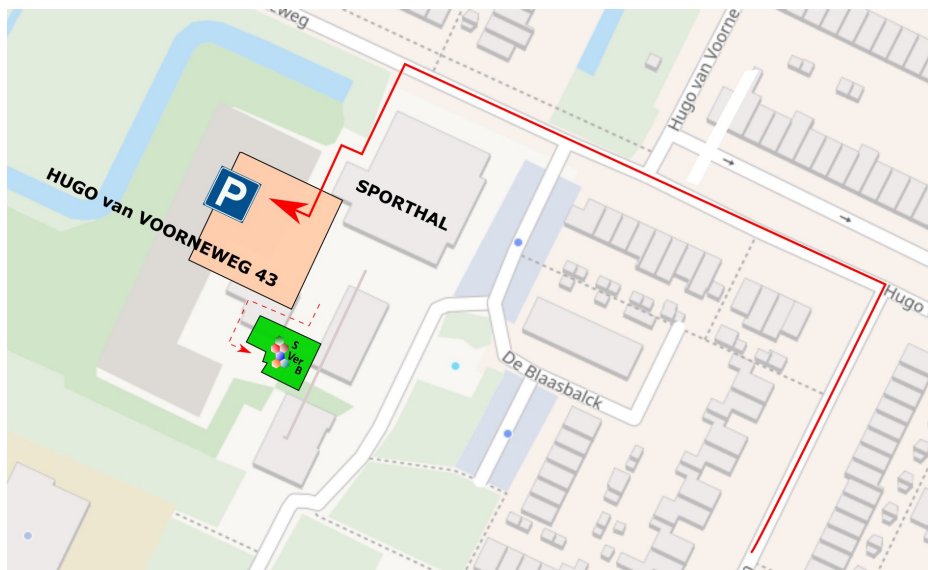 eweg
Hugo van Voorne
P
HUGO van VOORNEWEG 43
SPORTHAL
Hugo
S
Ver
B
De Blaasbalck